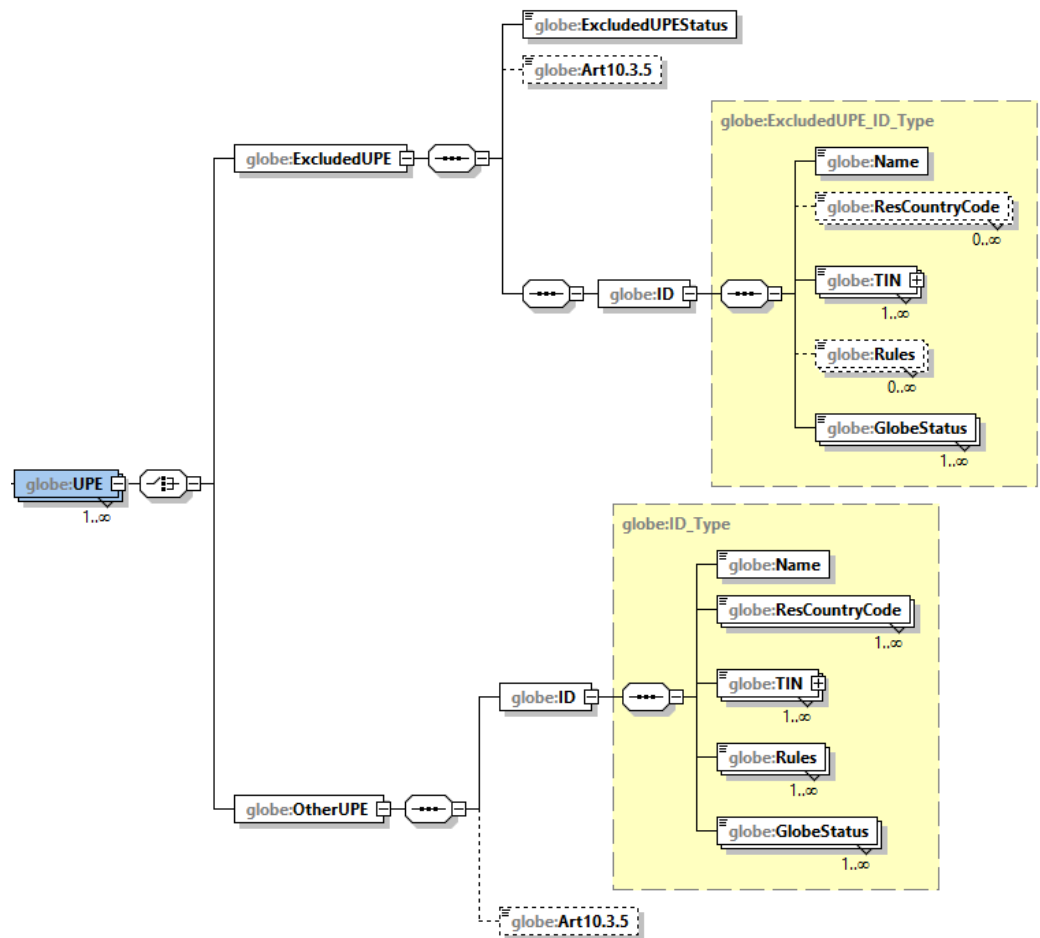 globe:ExcludedUPEStatus
globe:Art10.3.5
globe:ExcludedUPE_ID_Type
globe:ExcludedUPE
globe:Name
globe:ResCountryCode
0..∞
globe:TIN
1..∞
globe:ID
globe:Rules
0..∞
globe:GlobeStatus
1..∞
globe:UPE
1..∞
globe:ID_Type
globe:Name
globe:ResCountryCode
1..∞
globe:ID
globe:TIN
1..∞
globe:Rules
1..∞
globe:OtherUPE
globe:GlobeStatus
1..∞
globe:Art10.3.5